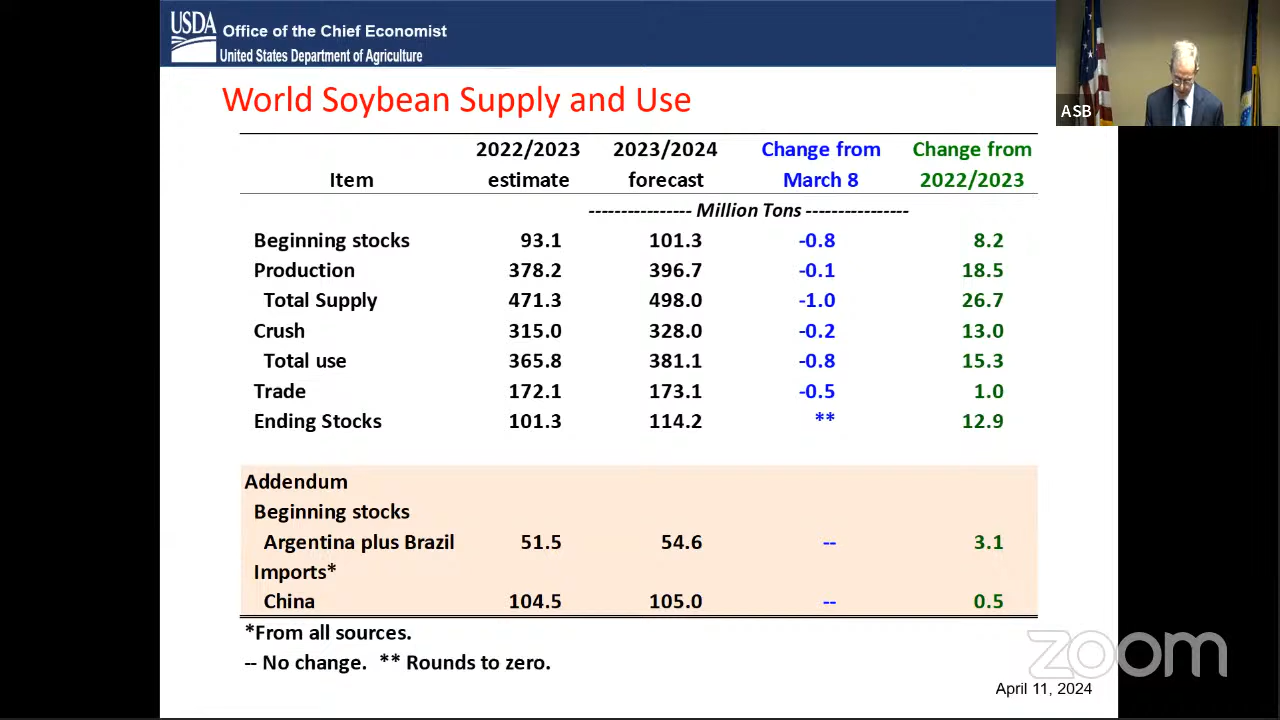 USDA Office of the Chief Economist
United States Department of Agriculture
ASB
World Soybean Supply and Use
Item 2022/2023 estimate 2023/2024 forecast Change from March 8 Change from 2022/2023
---------------- Million Tons ----------------
Beginning stocks 93.1 101.3 -0.8 8.2
Production 378.2 396.7 -0.1 18.5
Total Supply 471.3 498.0 -1.0 26.7
Crush 315.0 328.0 -0.2 13.0
Total use 365.8 381.1 -0.8 15.3
Trade 172.1 173.1 -0.5 1.0
Ending Stocks 101.3 114.2 ** 12.9
Addendum
Beginning stocks
Argentina plus Brazil 51.5 54.6 -- 3.1
Imports*
China 104.5 105.0 -- 0.5
*From all sources.
-- No change. ** Rounds to zero.
zoom
April 11, 2024